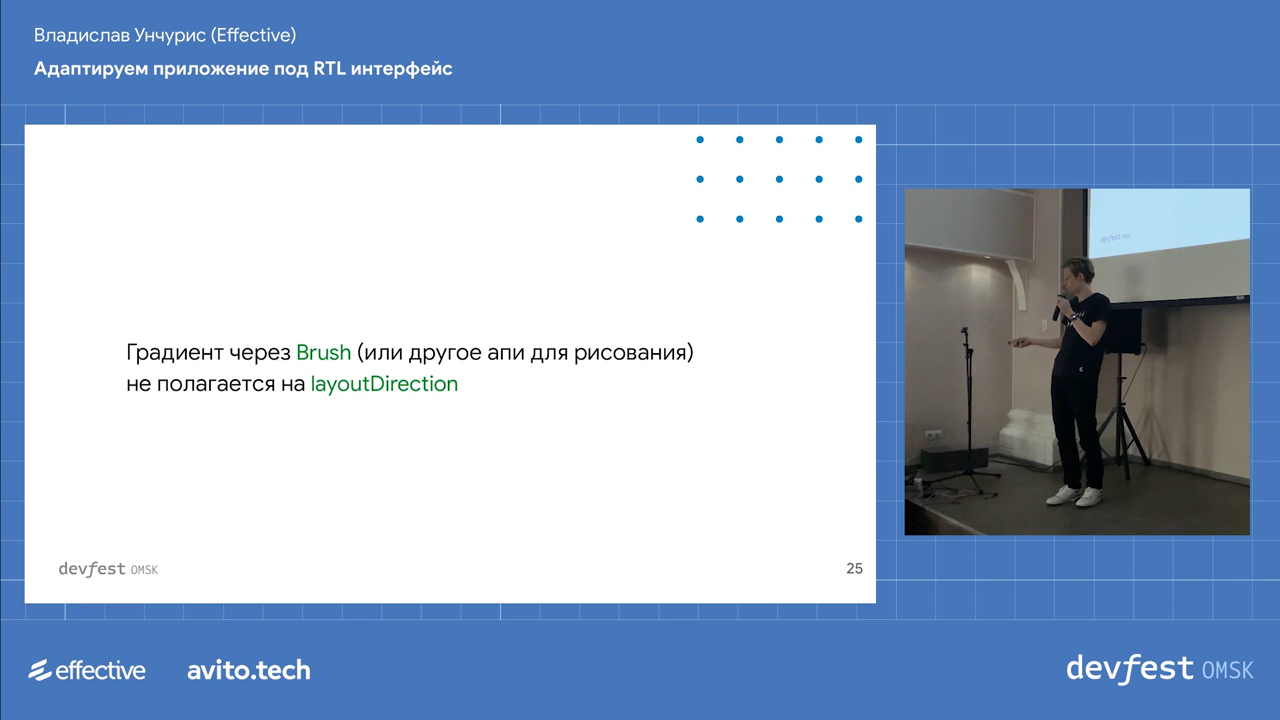 Владислав Унчурис (Effective)
Адаптируем приложение под RTL интерфейс
Градиент через Brush (или другое апи для рисования)
не полагается на layoutDirection
devfest OMSK
25
effective
avito.tech
devfest OMSK